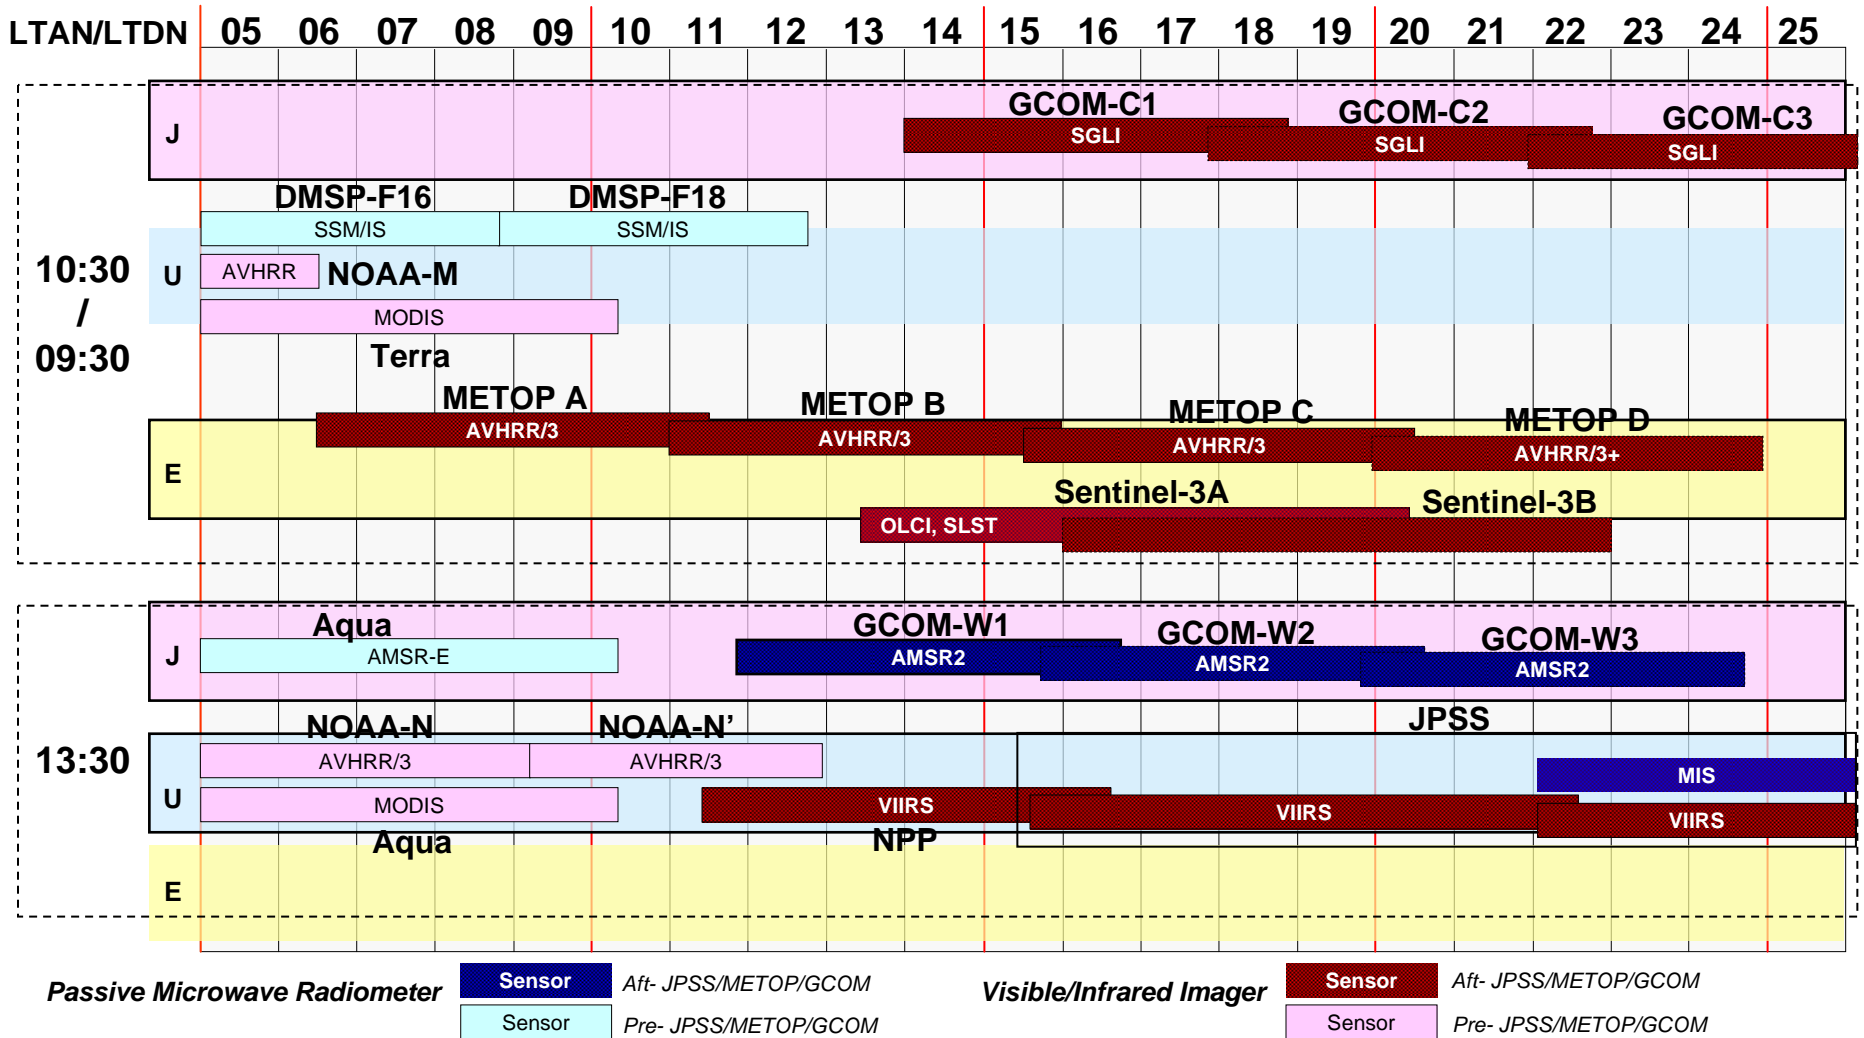 LTAN/LTDN 05 06 07 08 09 10 11 12 13 14 15 16 17 18 19 20 21 22 23 24 25
GCOM-C1 GCOM-C2 GCOM-C3
J SGLI SGLI SGLI
DMSP-F16 DMSP-F18
SSM/IS SSM/IS
10:30
/
09:30
U AVHRR NOAA-M
MODIS
Terra
METOP A METOP B METOP C METOP D
AVHRR/3 AVHRR/3 AVHRR/3 AVHRR/3+
E
Sentinel-3A Sentinel-3B
OLCI, SLST
Aqua GCOM-W1 GCOM-W2 GCOM-W3
J AMSR-E AMSR2 AMSR2 AMSR2
NOAA-N NOAA-N’ JPSS
13:30 AVHRR/3 AVHRR/3 MIS
U MODIS VIIRS VIIRS VIIRS
Aqua NPP
E
Passive Microwave Radiometer Sensor Aft- JPSS/METOP/GCOM
Sensor Pre- JPSS/METOP/GCOM
Visible/Infrared Imager Sensor Aft- JPSS/METOP/GCOM
Sensor Pre- JPSS/METOP/GCOM